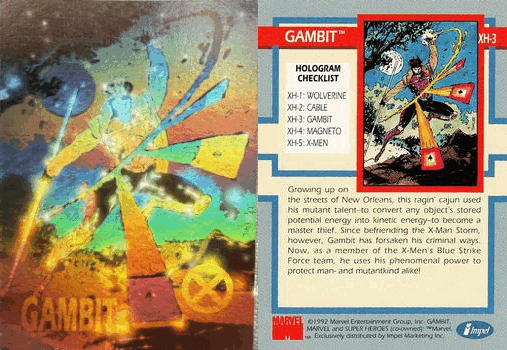 GAMBIT
GAMBIT™
XH-3
HOLOGRAM
CHECKLIST
XH-1: WOLVERINE
XH-2: CABLE
XH-3: GAMBIT
XH-4: MAGNETO
XH-5: X-MEN
Growing up on
the streets of New Orleans, this ragin' cajun used
his mutant talent–to convert any object's stored
potential energy into kinetic energy–to become a
master thief. Since befriending the X-Man Storm,
however, Gambit has forsaken his criminal ways.
Now, as a member of the X-Men's Blue Strike
Force team, he uses his phenomenal power to
protect man- and mutantkind alike!
MARVEL
©1992 Marvel Entertainment Group, Inc. GAMBIT,
MARVEL and SUPER HEROES (co-owned): ™Marvel.
Exclusively distributed by Impel Marketing Inc.
impel